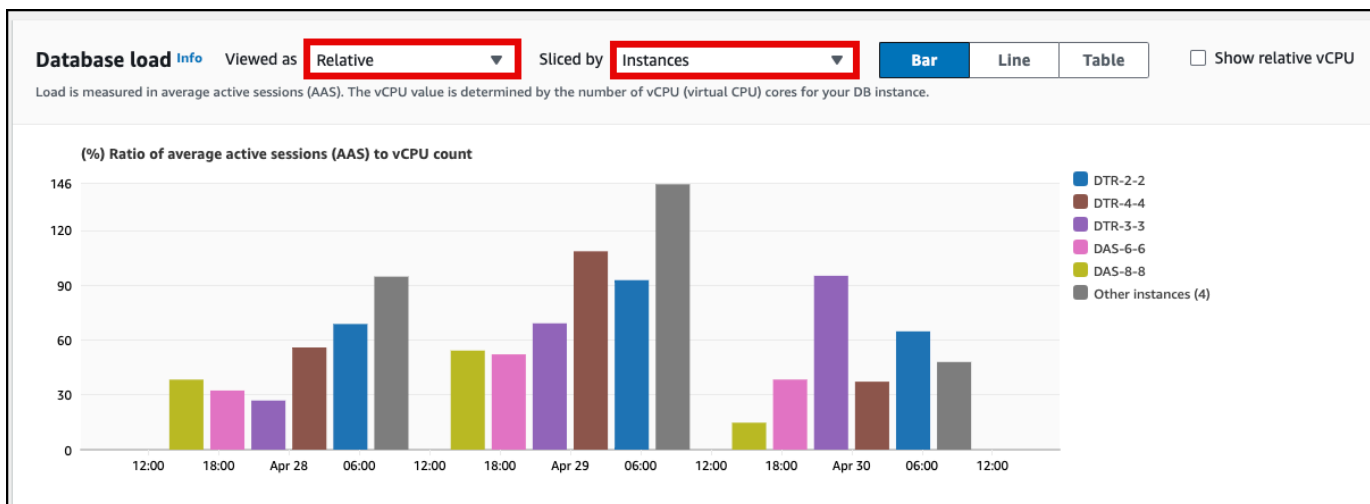 Database load Info Viewed as Relative Sliced by Instances Bar Line Table Show relative vCPU
Load is measured in average active sessions (AAS). The vCPU value is determined by the number of vCPU (virtual CPU) cores for your DB instance.
(%) Ratio of average active sessions (AAS) to vCPU count
146
120
90
60
30
0
12:00 18:00 Apr 28 06:00 12:00 18:00 Apr 29 06:00 12:00 18:00 Apr 30 06:00 12:00
DTR-2-2
DTR-4-4
DTR-3-3
DAS-6-6
DAS-8-8
Other instances (4)